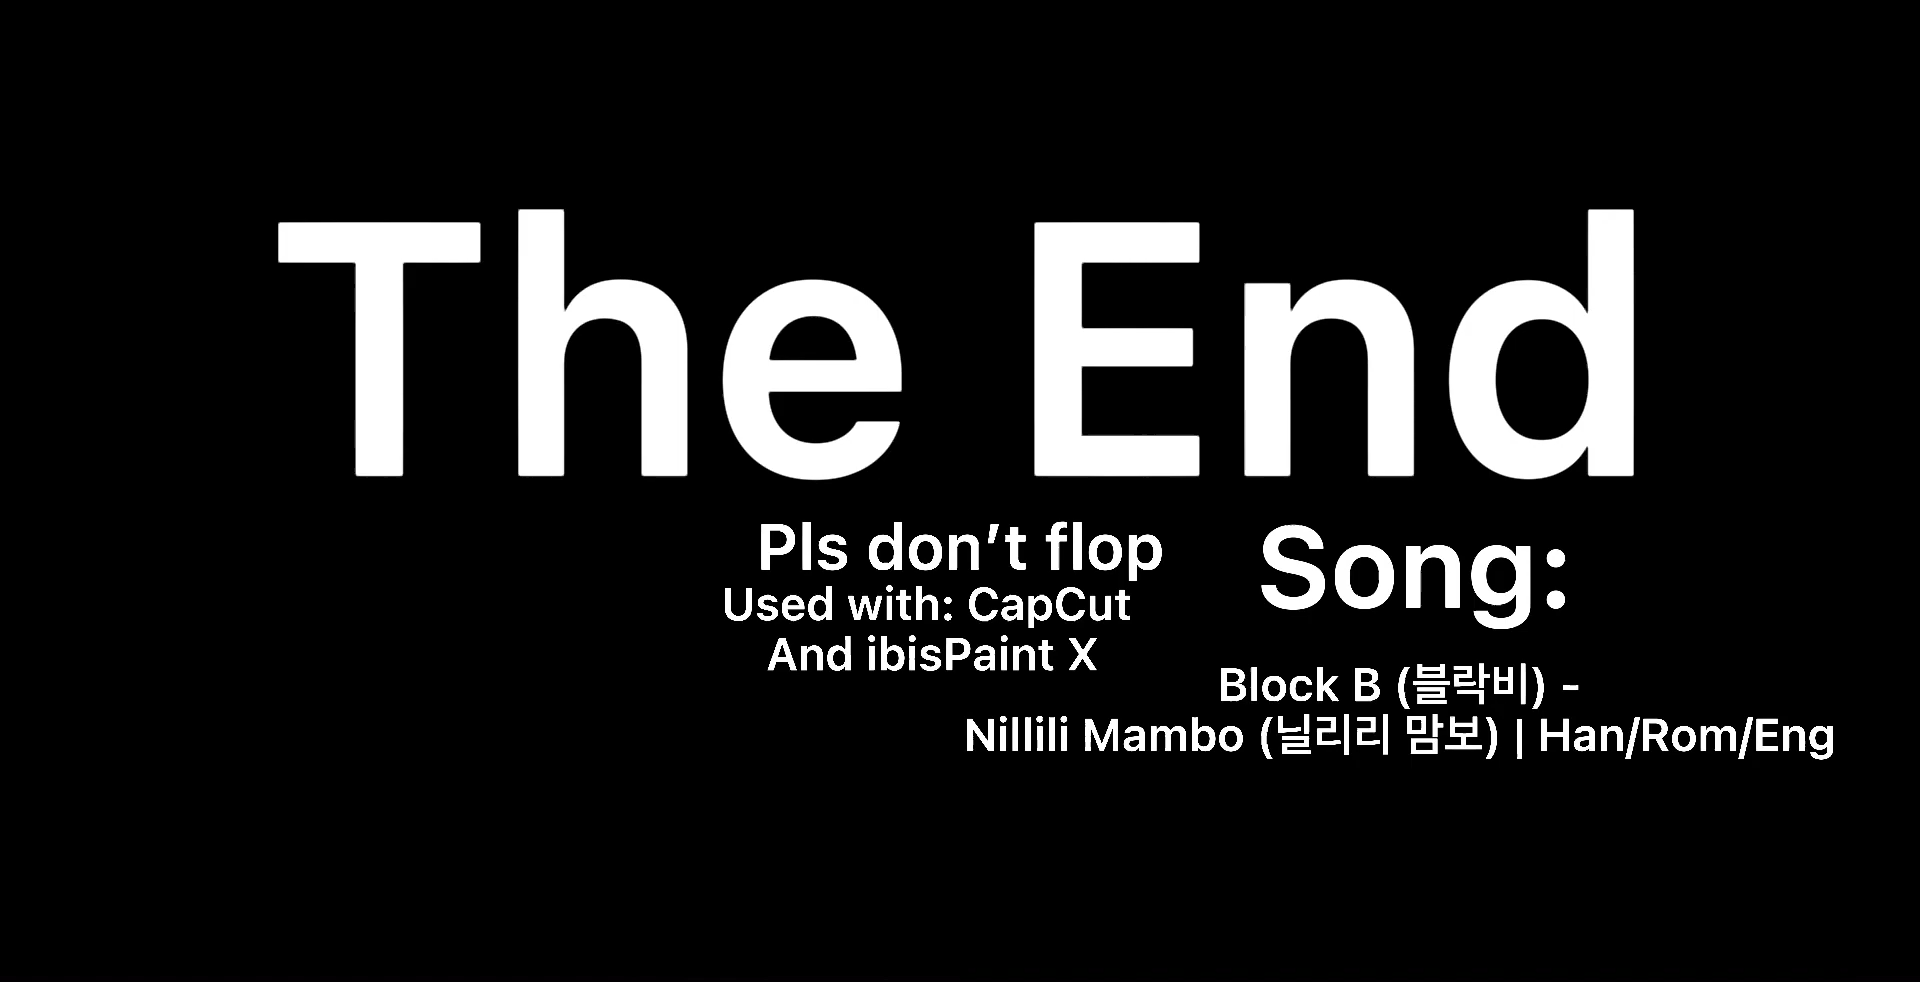 The End
Pls don’t flop
Used with: CapCut
And ibisPaint X
Song:
Block B (블락비) -
Nillili Mambo (닐리리 맘보) | Han/Rom/Eng